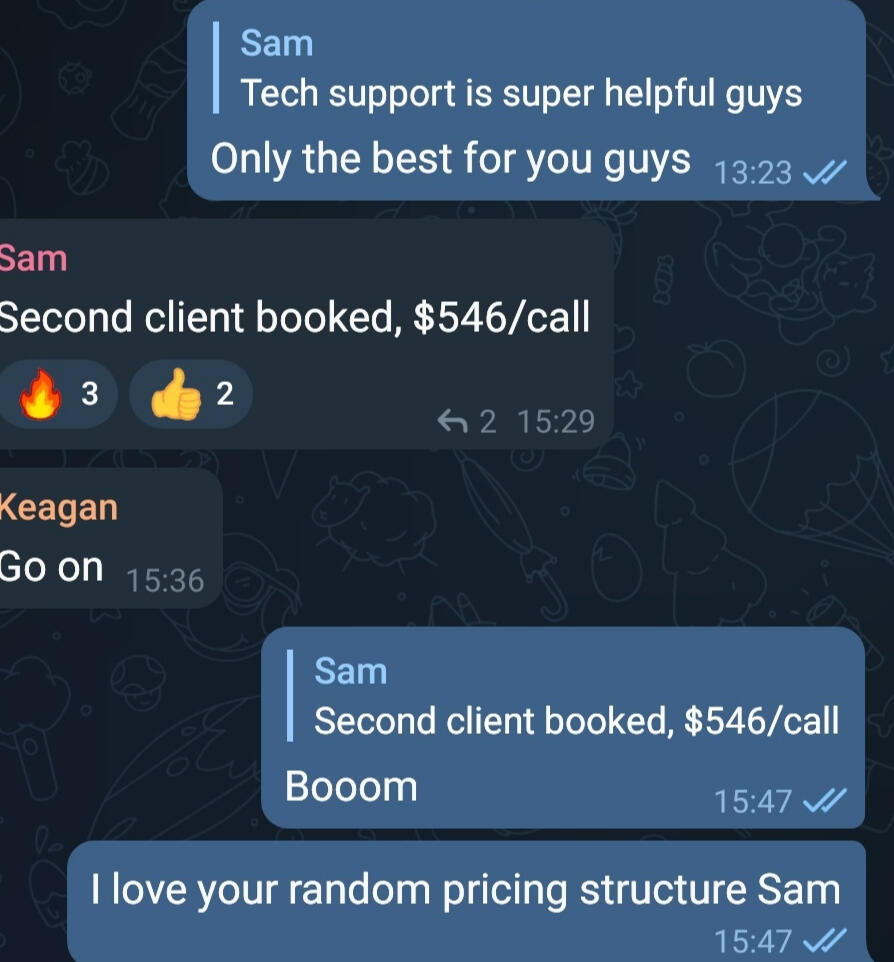 Sam
Tech support is super helpful guys
Only the best for you guys 13:23
Sam
Second client booked, $546/call
3 2 2 15:29
Keagan
Go on 15:36
Sam
Second client booked, $546/call
Booom 15:47
I love your random pricing structure Sam
15:47